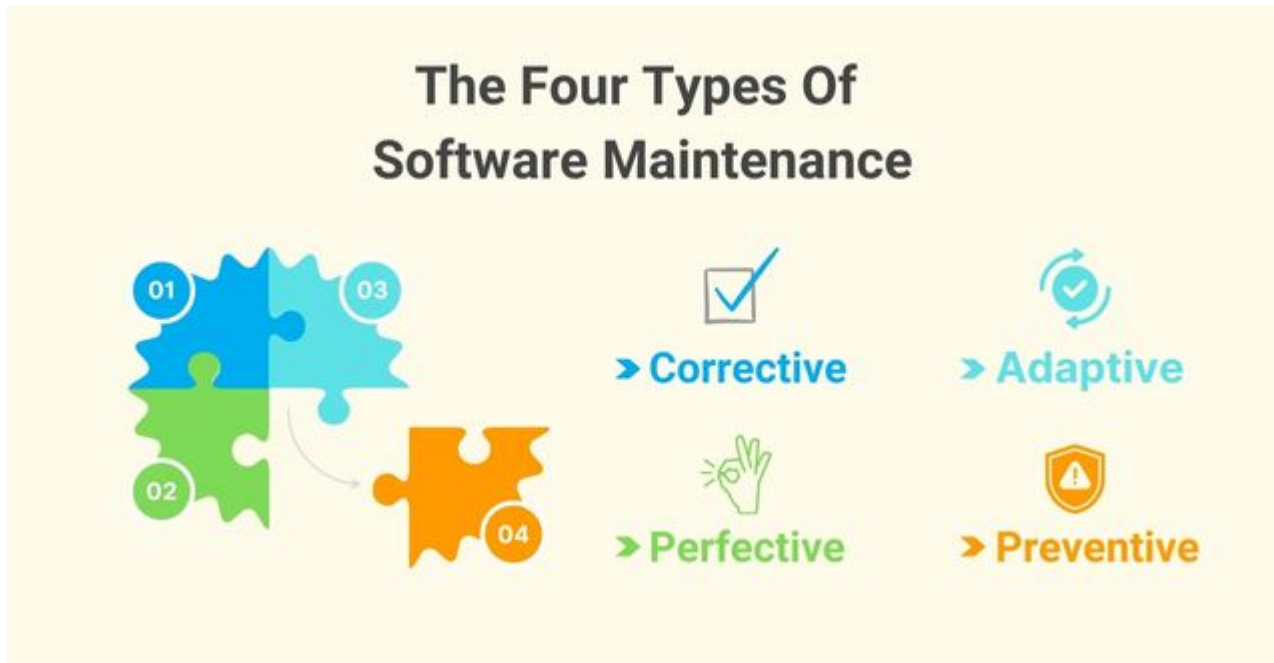 The Four Types Of
Software Maintenance
01
03
02
04
Corrective
Adaptive
Perfective
Preventive